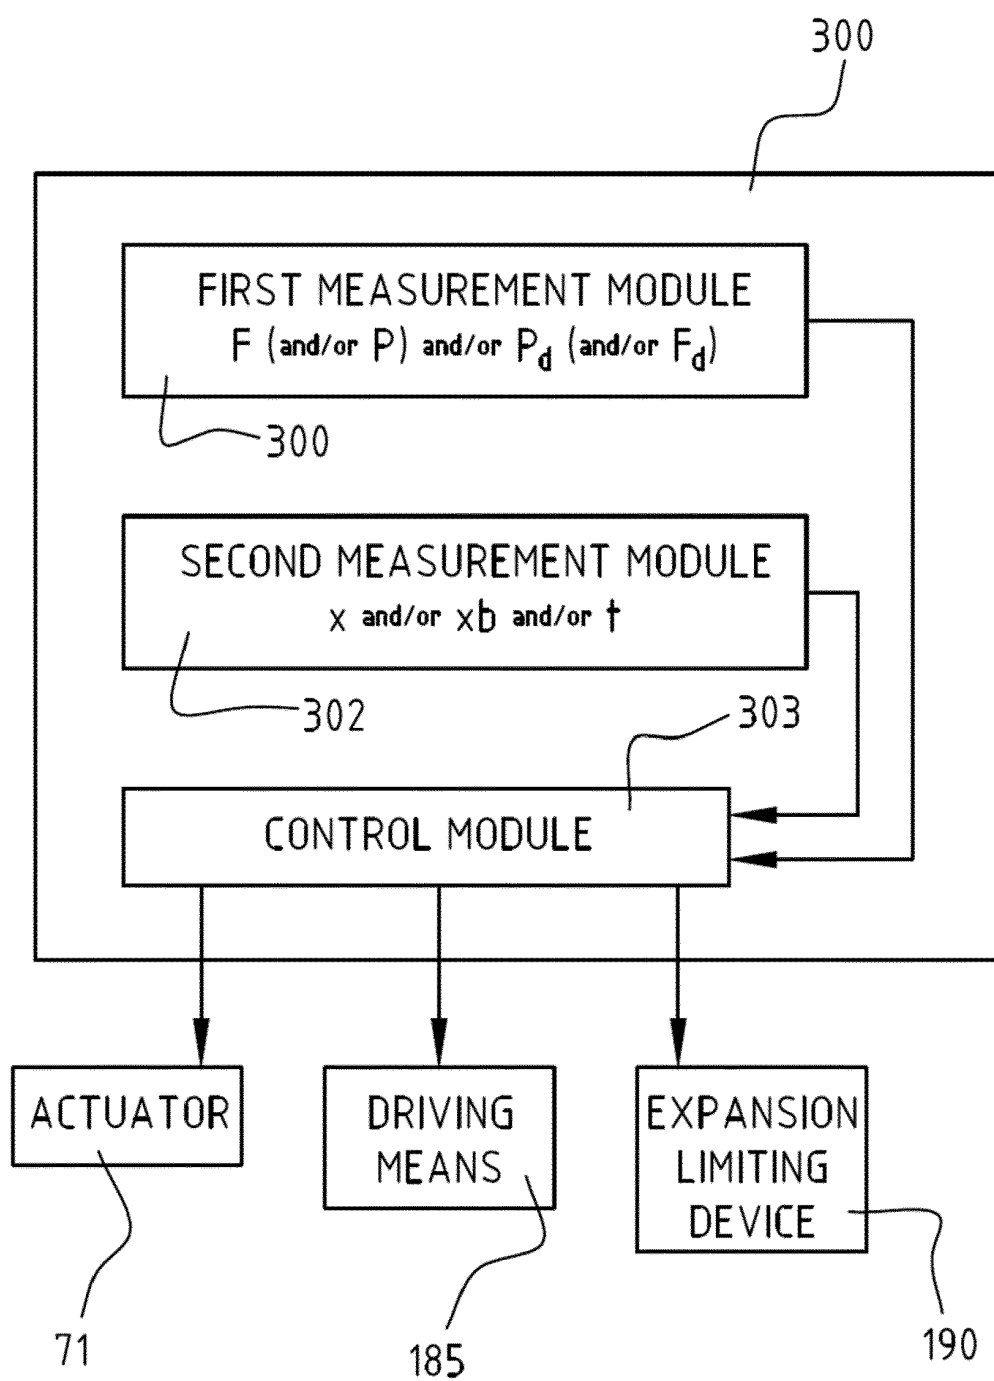 300
FIRST MEASUREMENT MODULE
F (and/or P) and/or Pd (and/or Fd)
300
SECOND MEASUREMENT MODULE
x and/or xb and/or t
302
303
CONTROL MODULE
ACTUATOR
71
DRIVING
MEANS
185
EXPANSION
LIMITING
DEVICE
190